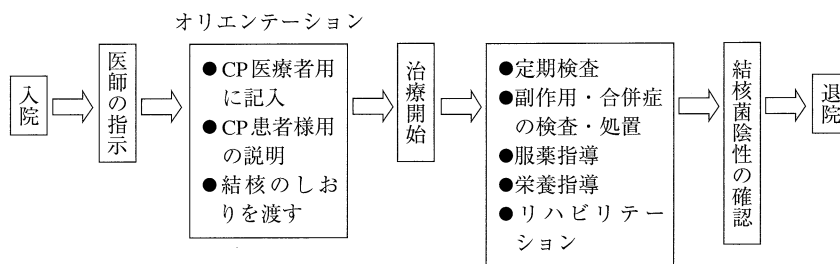 オリエンテーション
入院
医師の指示
●CP医療者用
に記入
●CP患者様用
の説明
●結核のしお
りを渡す
治療開始
●定期検査
●副作用・合併症
の検査・処置
●服薬指導
●栄養指導
●リハビリテー
ション
結核菌陰性の確認
退院